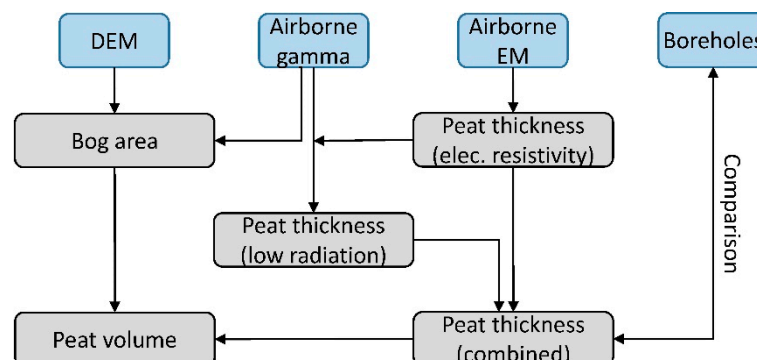 DEM
Airborne
gamma
Airborne
EM
Boreholes
Bog area
Peat thickness
(elec. resistivity)
Comparison
Peat thickness
(low radiation)
Peat volume
Peat thickness
(combined)